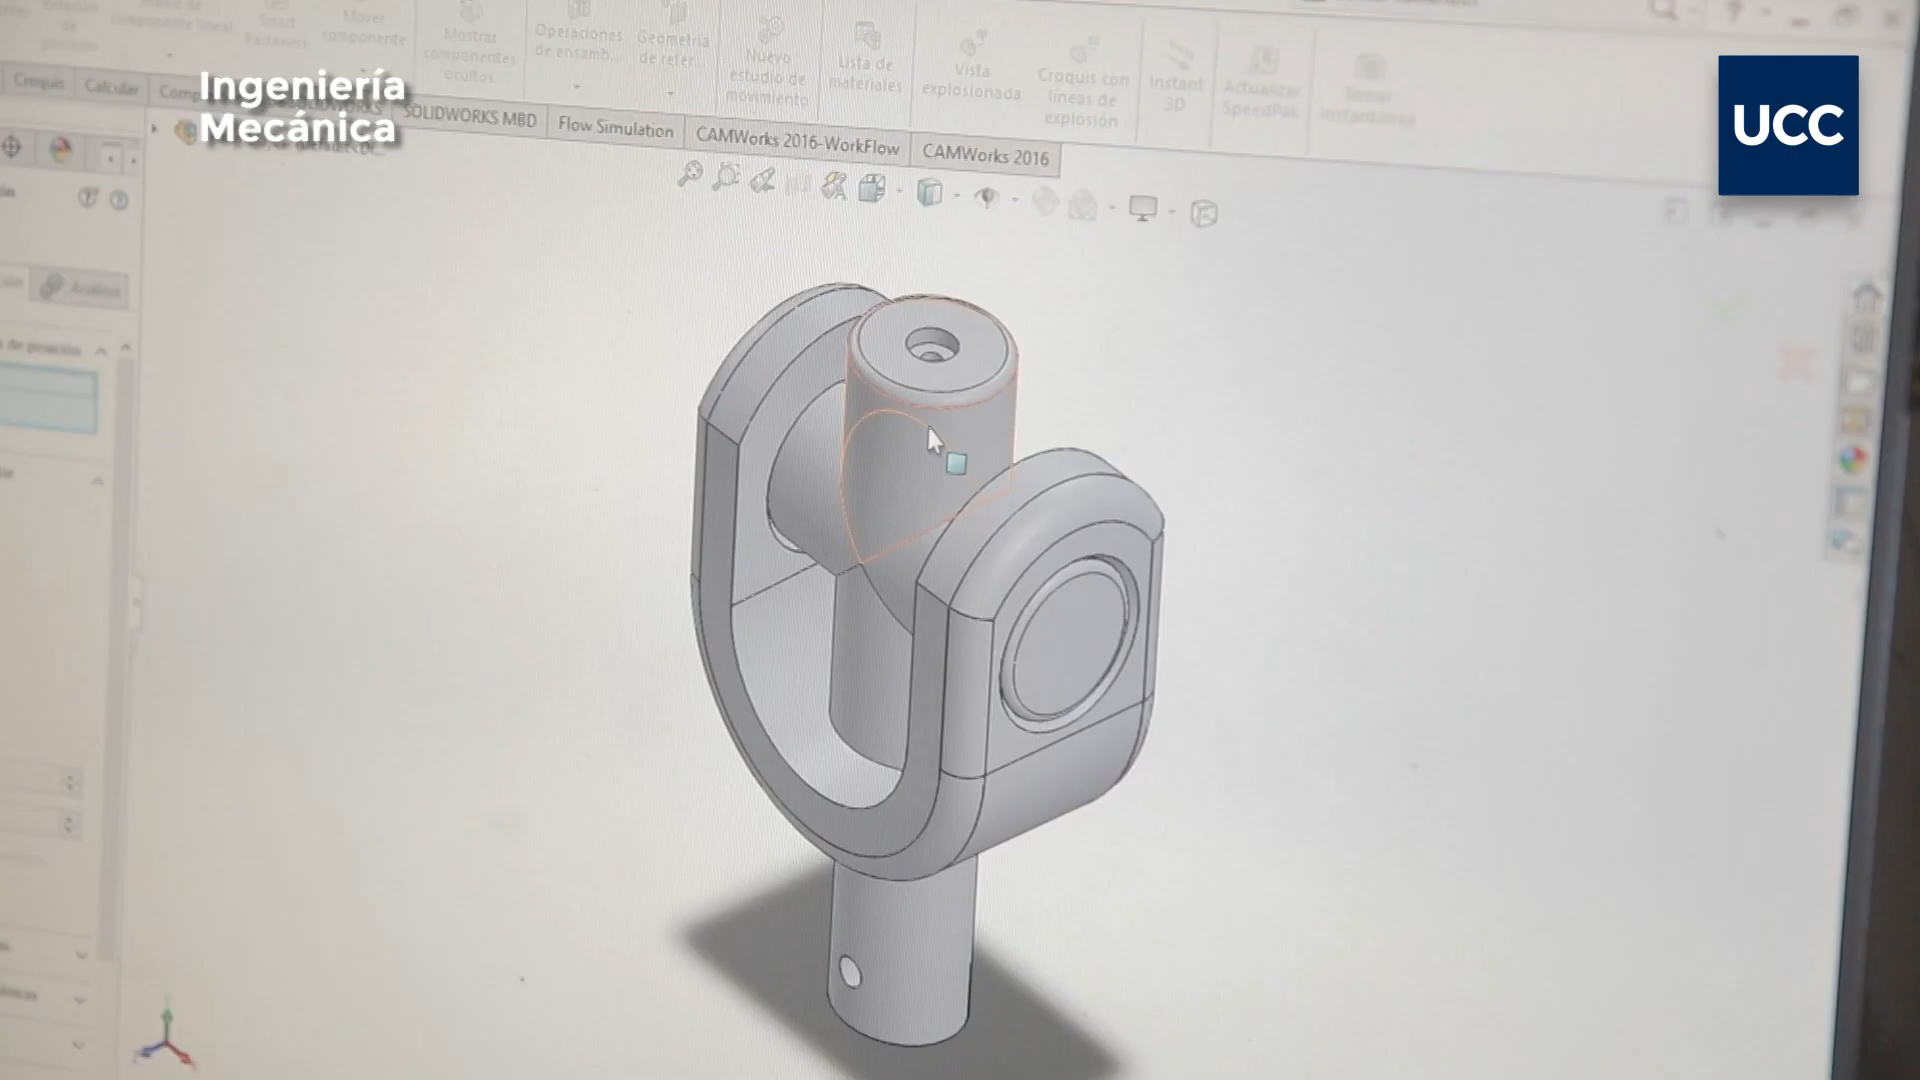 Mover
componente
Mostrar
componentes
ocultos
Operaciones
de ensamb...
Geometría
de refer...
Nuevo
estudio de
movimiento
Lista de
materiales
Vista
explosionada
Croquis con
líneas de
explosión
Instant
3D
Actualizar
SpeedPak
Croquis
Calcular
SOLIDWORKS MBD
Flow Simulation
CAMWorks 2016-WorkFlow
CAMWorks 2016
Ingeniería
Mecánica
UCC
Análisis